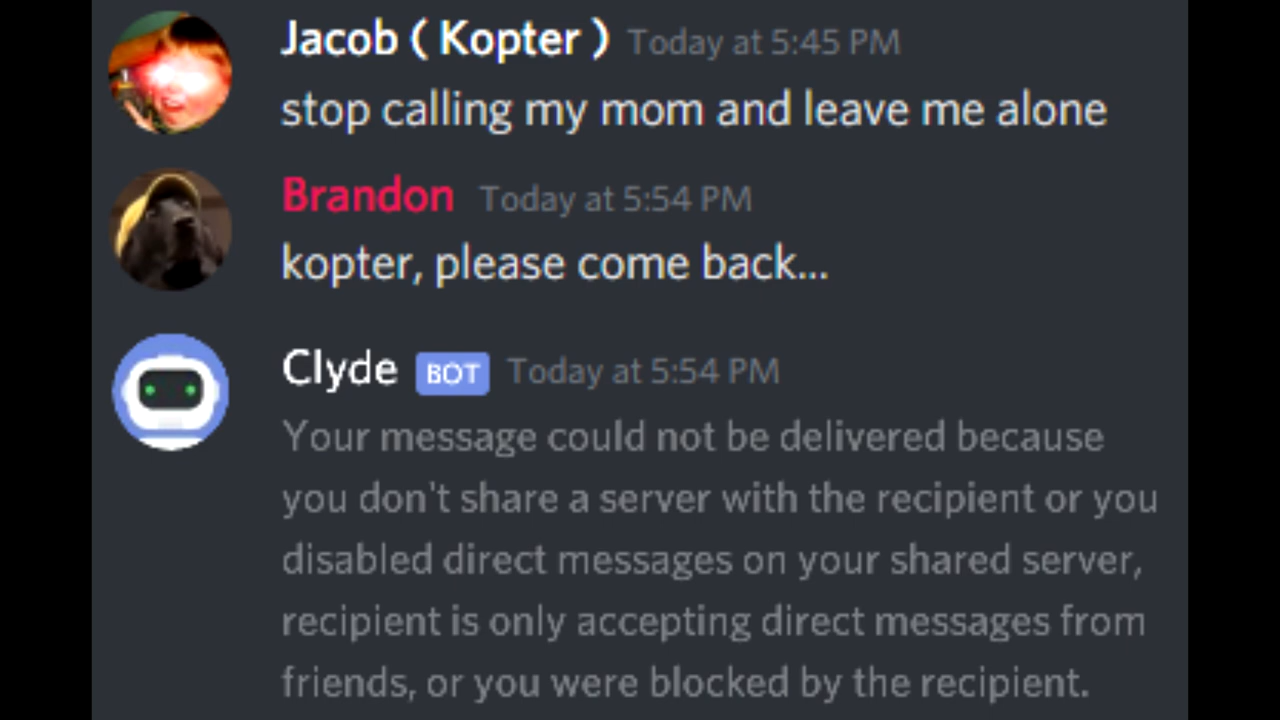 Jacob ( Kopter ) Today at 5:45 PM
stop calling my mom and leave me alone
Brandon Today at 5:54 PM
kopter, please come back...
Clyde BOT Today at 5:54 PM
Your message could not be delivered because
you don't share a server with the recipient or you
disabled direct messages on your shared server,
recipient is only accepting direct messages from
friends, or you were blocked by the recipient.